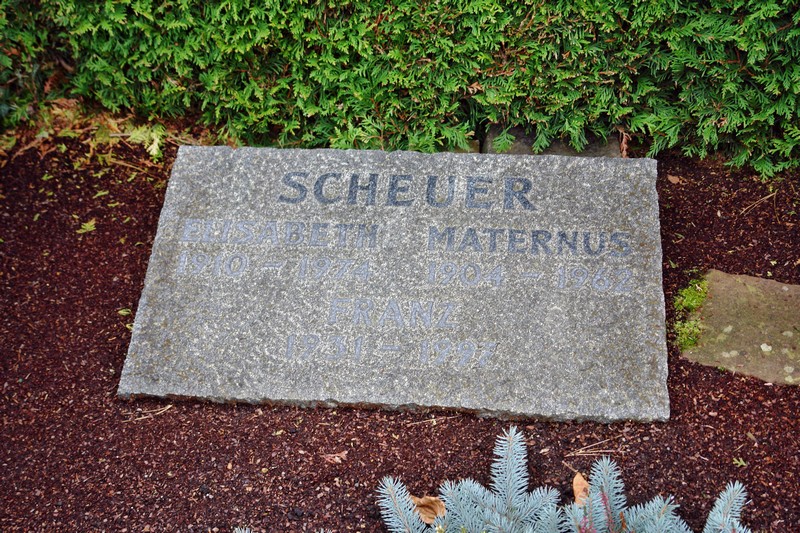 SCHEUER
ELISABETH MATERNUS
1910 – 1974 1904 – 1962
FRANZ
1931 – 1997